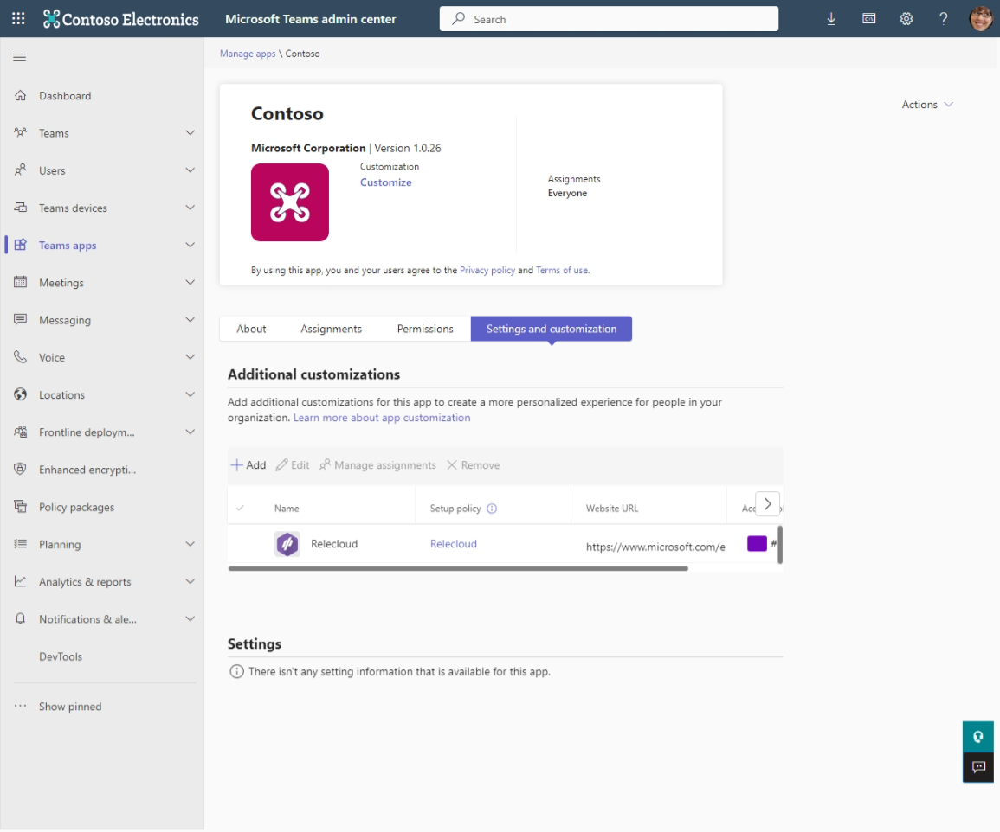 Contoso Electronics
Microsoft Teams admin center
Search
Manage apps \ Contoso
Dashboard
Teams
Users
Teams devices
Teams apps
Meetings
Messaging
Voice
Locations
Frontline deploym...
Enhanced encrypti...
Policy packages
Planning
Analytics & reports
Notifications & ale...
DevTools
Show pinned
Contoso
Microsoft Corporation | Version 1.0.26
Customization
Customize
Assignments
Everyone
By using this app, you and your users agree to the Privacy policy and Terms of use.
Actions
About Assignments Permissions Settings and customization
Additional customizations
Add additional customizations for this app to create a more personalized experience for people in your
organization. Learn more about app customization
Add Edit Manage assignments Remove
Name Setup policy Website URL
Relecloud Relecloud https://www.microsoft.com/e #
Settings
There isn't any setting information that is available for this app.